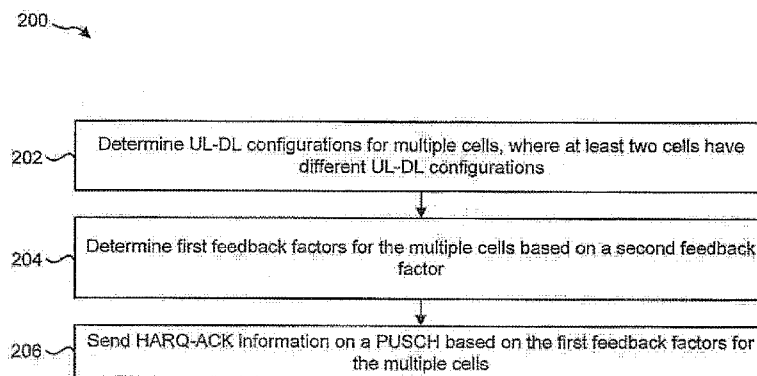 200
202
Determine UL-DL configurations for multiple cells, where at least two cells have
different UL-DL configurations
204
Determine first feedback factors for the multiple cells based on a second feedback
factor
206
Send HARQ-ACK information on a PUSCH based on the first feedback factors for
the multiple cells